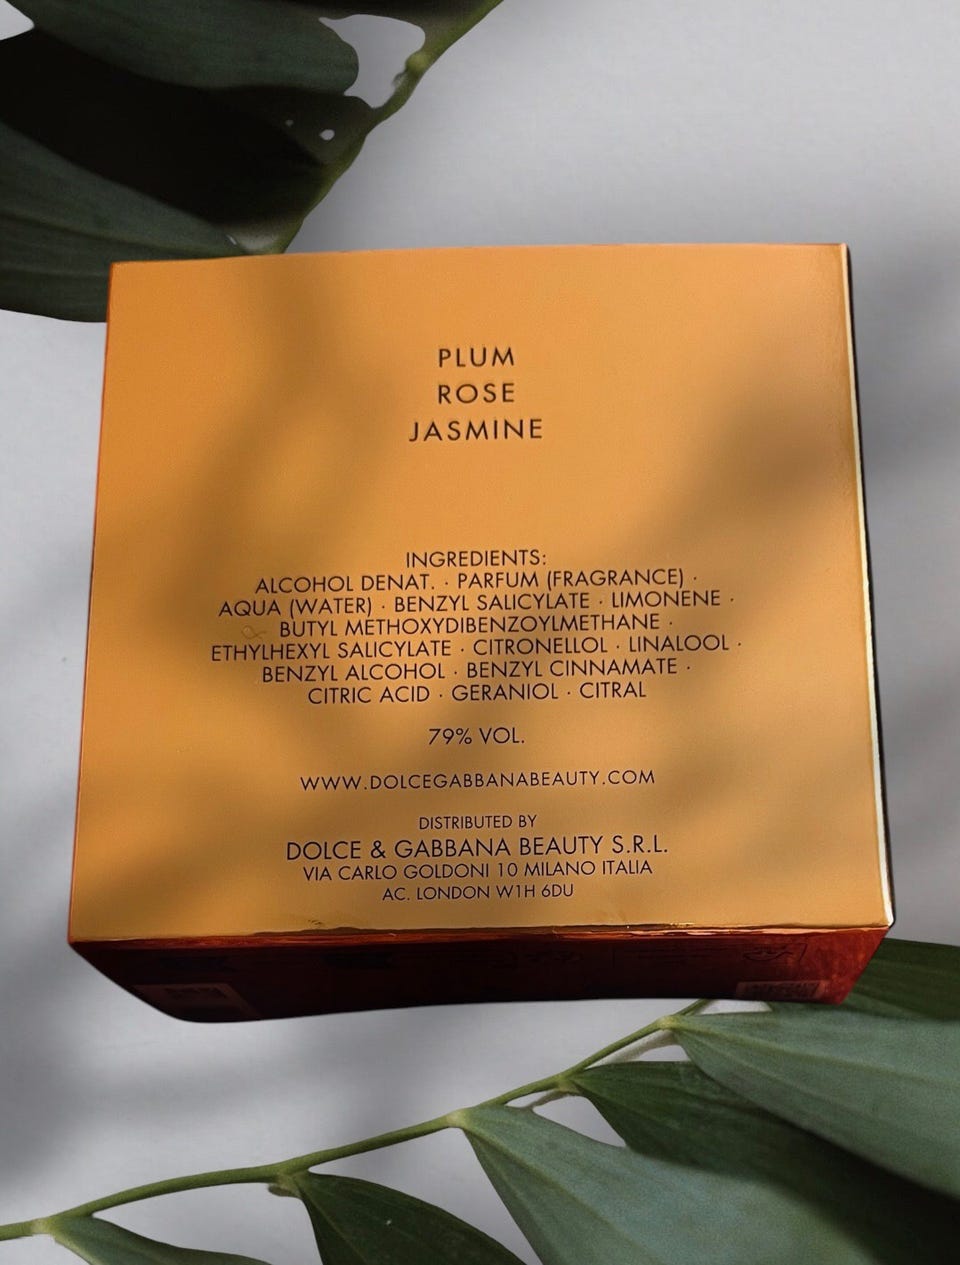 PLUM
ROSE
JASMINE
INGREDIENTS:
ALCOHOL DENAT. · PARFUM (FRAGRANCE) ·
AQUA (WATER) · BENZYL SALICYLATE · LIMONENE ·
BUTYL METHOXYDIBENZOYLMETHANE ·
ETHYLHEXYL SALICYLATE · CITRONELLOL · LINALOOL ·
BENZYL ALCOHOL · BENZYL CINNAMATE ·
CITRIC ACID · GERANIOL · CITRAL
79% VOL.
WWW.DOLCEGABBANABEAUTY.COM
DISTRIBUTED BY
DOLCE & GABBANA BEAUTY S.R.L.
VIA CARLO GOLDONI 10 MILANO ITALIA
AC. LONDON W1H 6DU